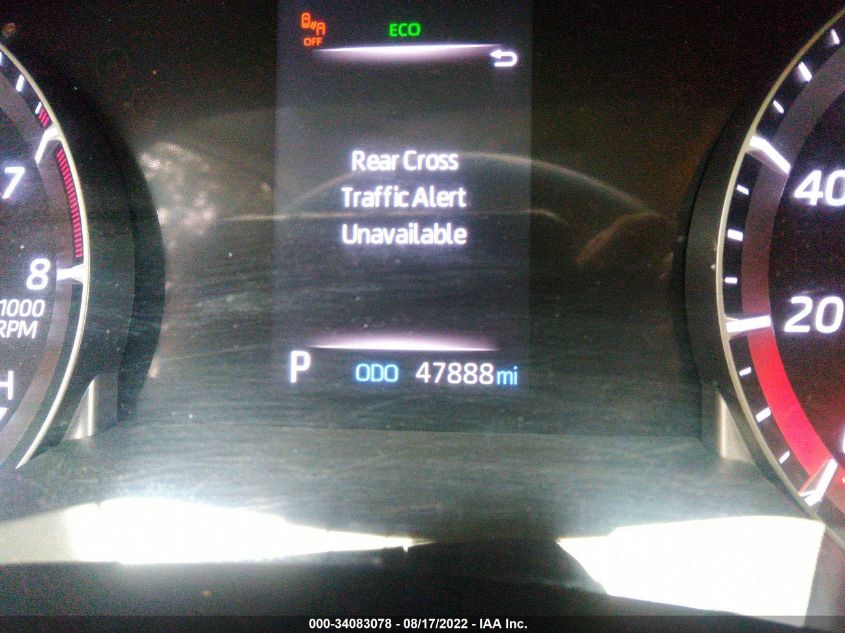 OFF
ECO
Rear Cross
Traffic Alert
Unavailable
P ODO 47888 mi
7
8
1000
RPM
H
40
20
000-34083078 - 08/17/2022 - IAA Inc.